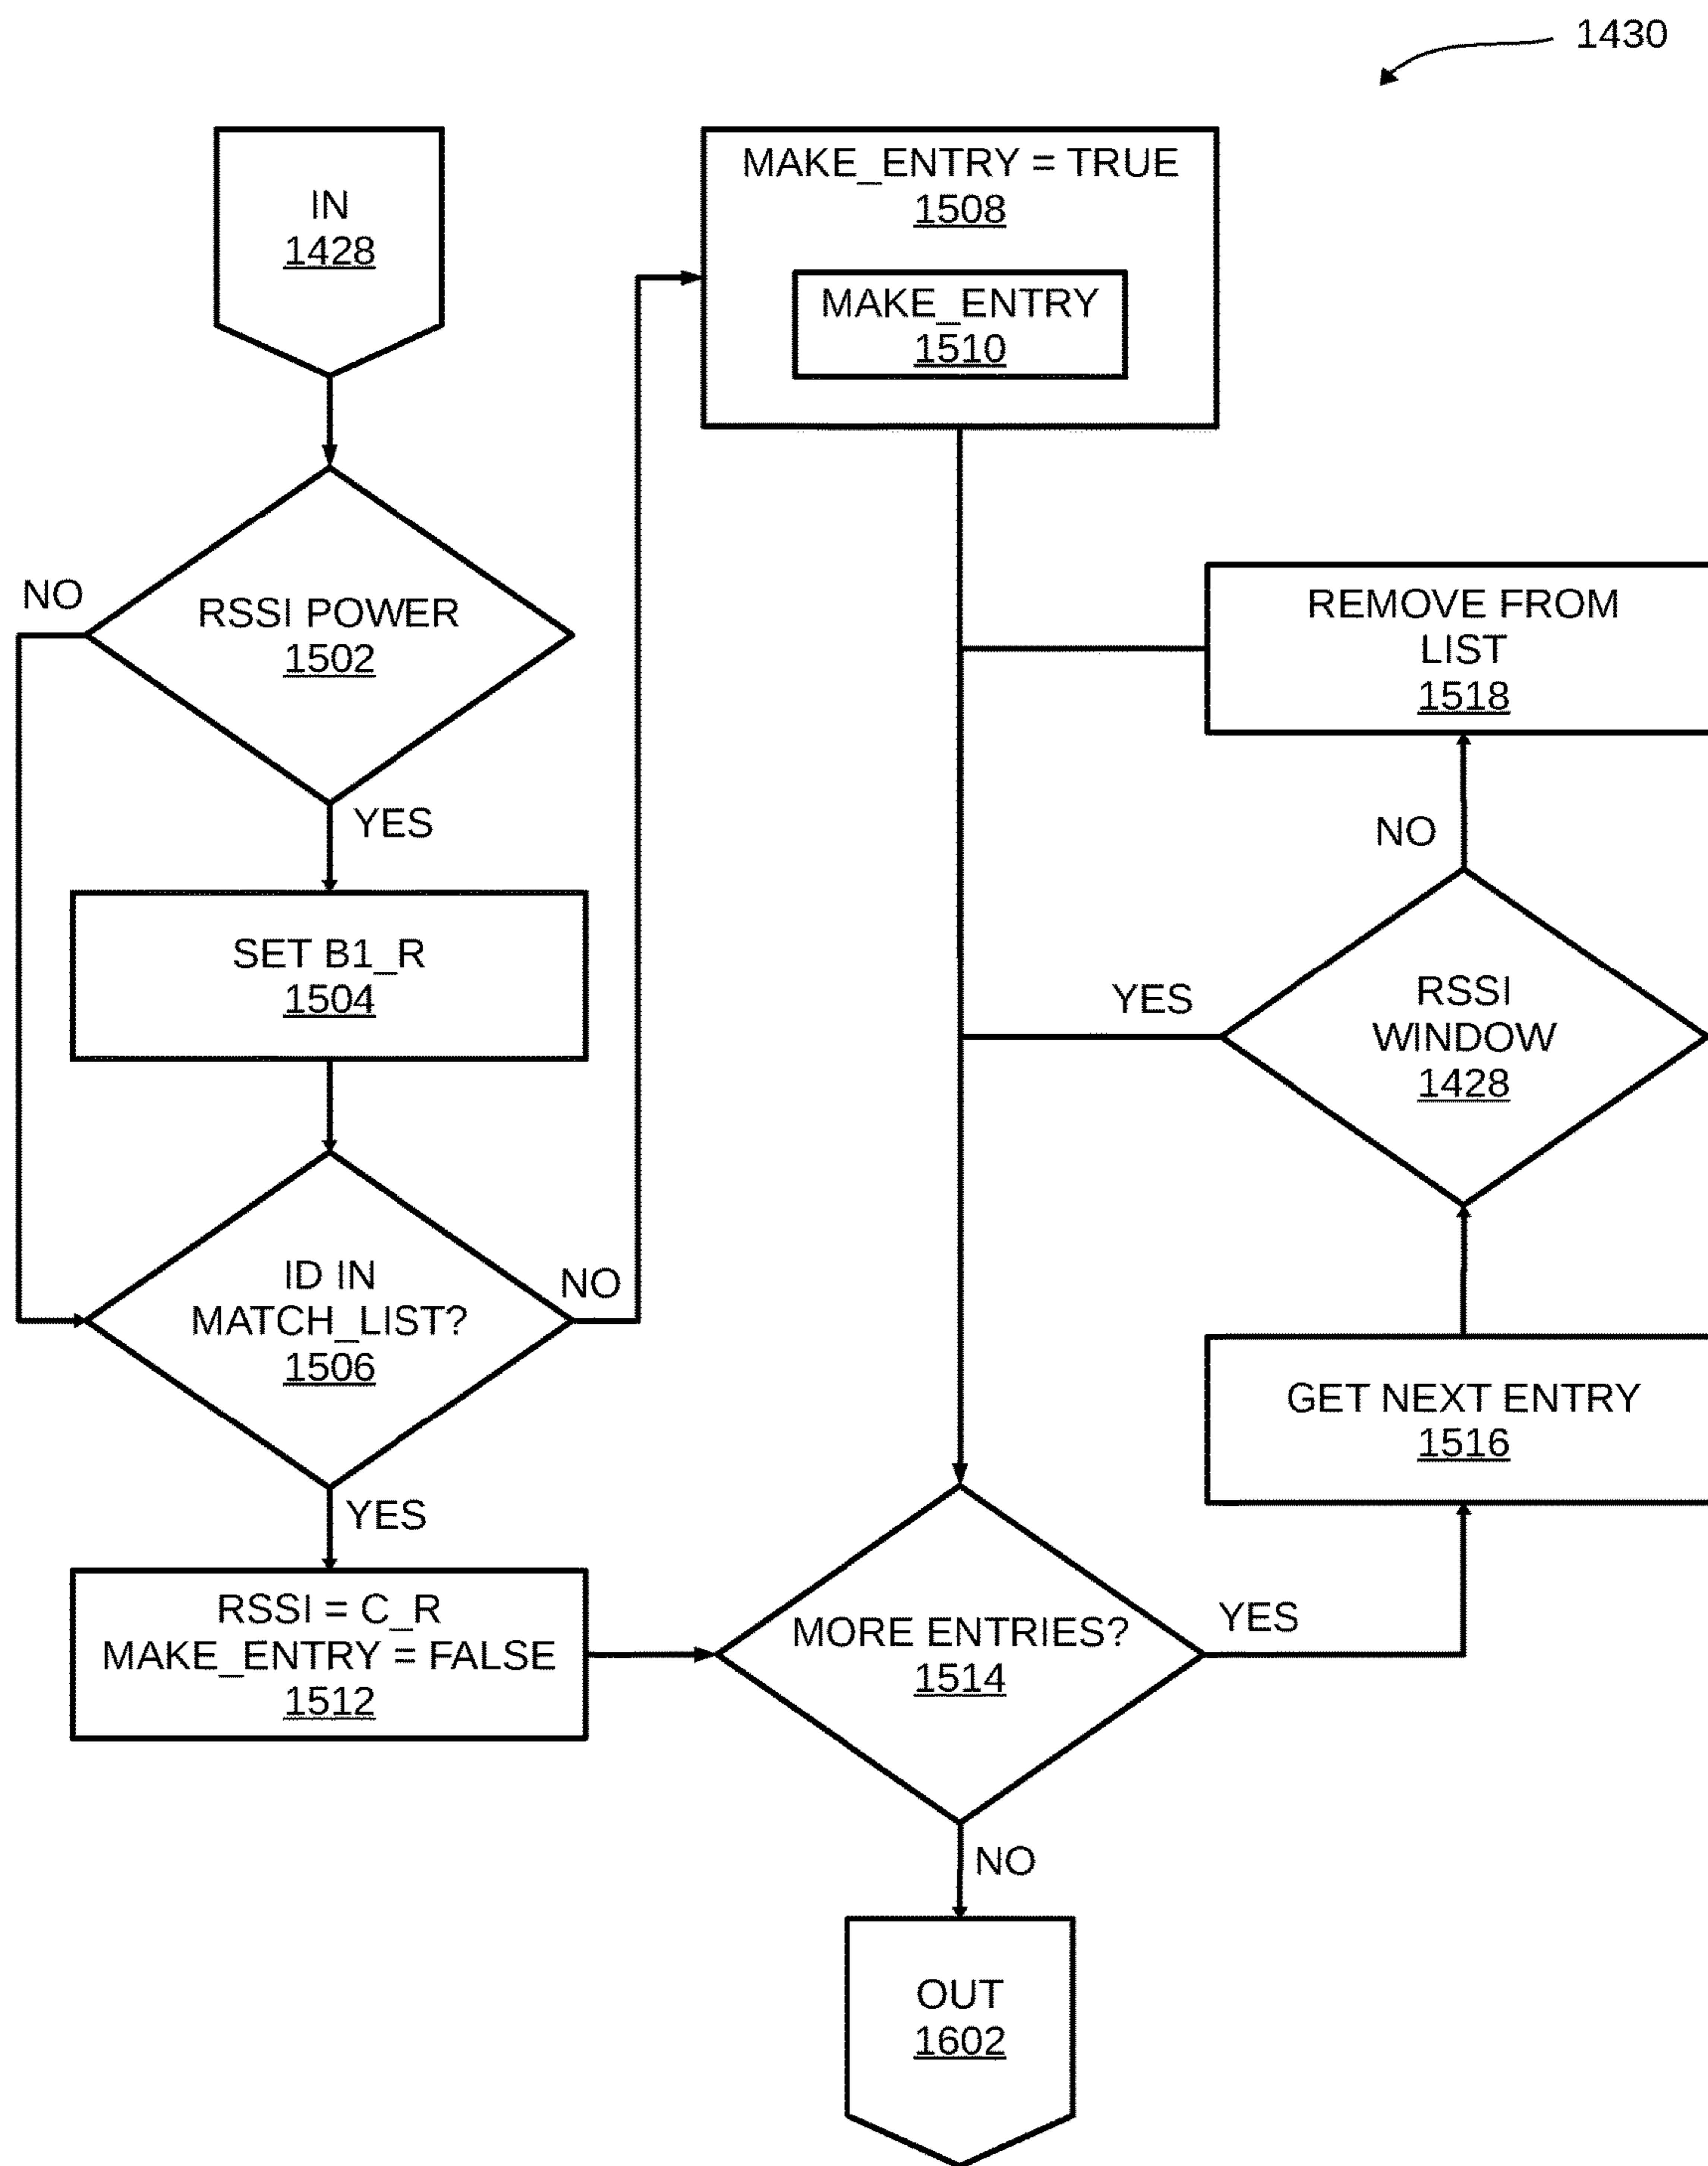 1430
IN
1428
MAKE_ENTRY = TRUE
1508
MAKE_ENTRY
1510
NO
RSSI POWER
1502
YES
SET B1_R
1504
ID IN
MATCH_LIST?
1506
NO
YES
RSSI = C_R
MAKE_ENTRY = FALSE
1512
REMOVE FROM
LIST
1518
NO
RSSI
WINDOW
1428
YES
GET NEXT ENTRY
1516
MORE ENTRIES?
1514
YES
NO
OUT
1602